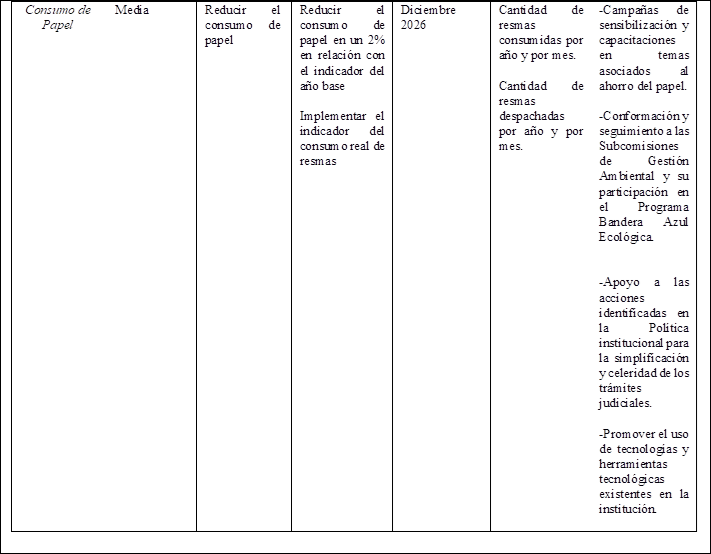 Consumo de
Papel
Media
Reducir el
consumo de
papel
Reducir el
consumo de
papel en un 2%
en relación con
el indicador del
año base
Implementar el
indicador del
consumo real de
resmas
Diciembre
2026
Cantidad de
resmas
consumidas por
año y por mes.
Cantidad de
resmas
despachadas
por año y por
mes.
-Campañas de
sensibilización y
capacitaciones
en temas
asociados al
ahorro del papel.
-Conformación y
seguimiento a las
Subcomisiones
de Gestión
Ambiental y su
participación en
el Programa
Bandera Azul
Ecológica.
-Apoyo a las
acciones
identificadas en
la Política
institucional para
la simplificación
y celeridad de los
trámites
judiciales.
-Promover el uso
de tecnologías y
herramientas
tecnológicas
existentes en la
institución.